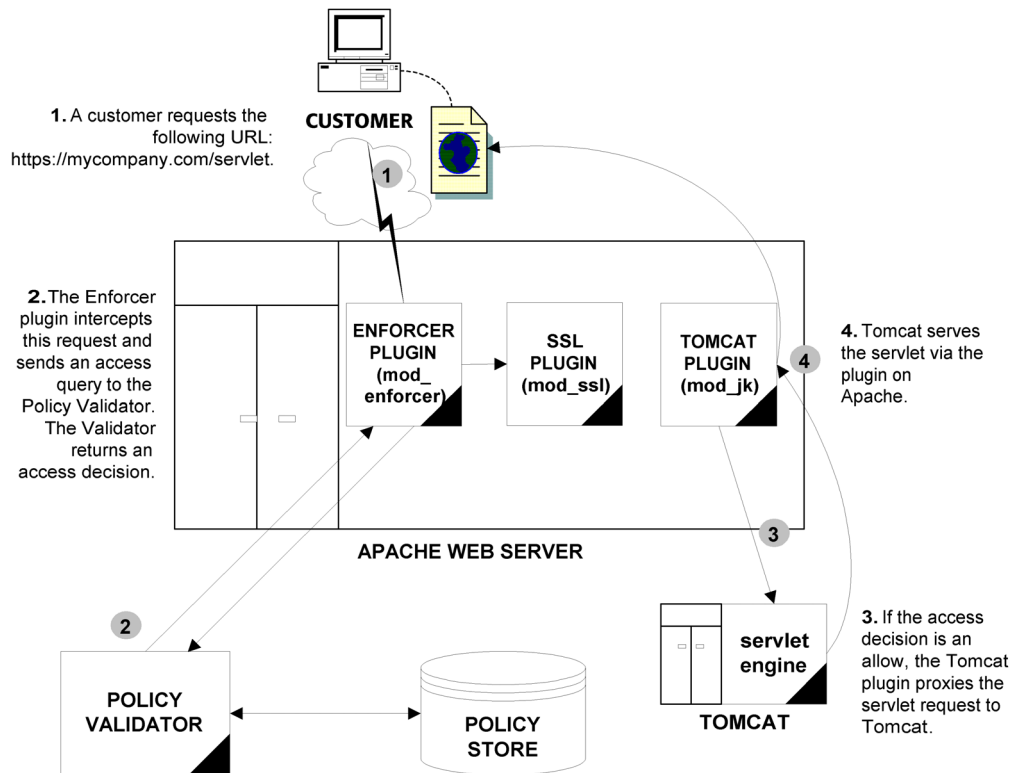 1. A customer requests the
following URL:
https://mycompany.com/servlet.
CUSTOMER
1
2. The Enforcer
plugin intercepts
this request and
sends an access
query to the
Policy Validator.
The Validator
returns an
access decision.
ENFORCER
PLUGIN
(mod_
enforcer)
SSL
PLUGIN
(mod_ssl)
TOMCAT
PLUGIN
(mod_jk)
4
4. Tomcat serves
the servlet via the
plugin on
Apache.
APACHE WEB SERVER
3
2
POLICY
VALIDATOR
POLICY
STORE
servlet
engine
TOMCAT
3. If the access
decision is an
allow, the Tomcat
plugin proxies the
servlet request to
Tomcat.